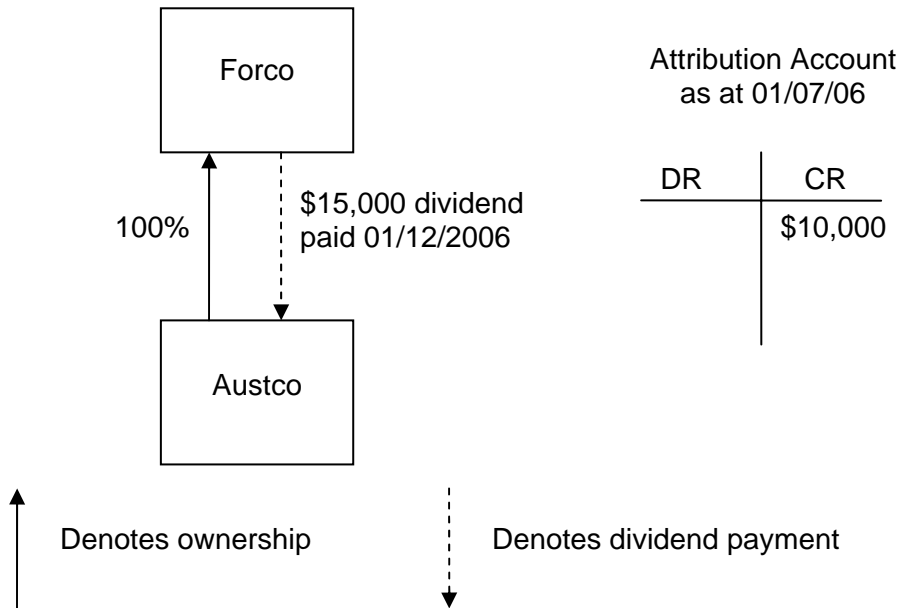 Forco
Attribution Account
as at 01/07/06
DR CR
$10,000
100%
$15,000 dividend
paid 01/12/2006
Austco
Denotes ownership
Denotes dividend payment